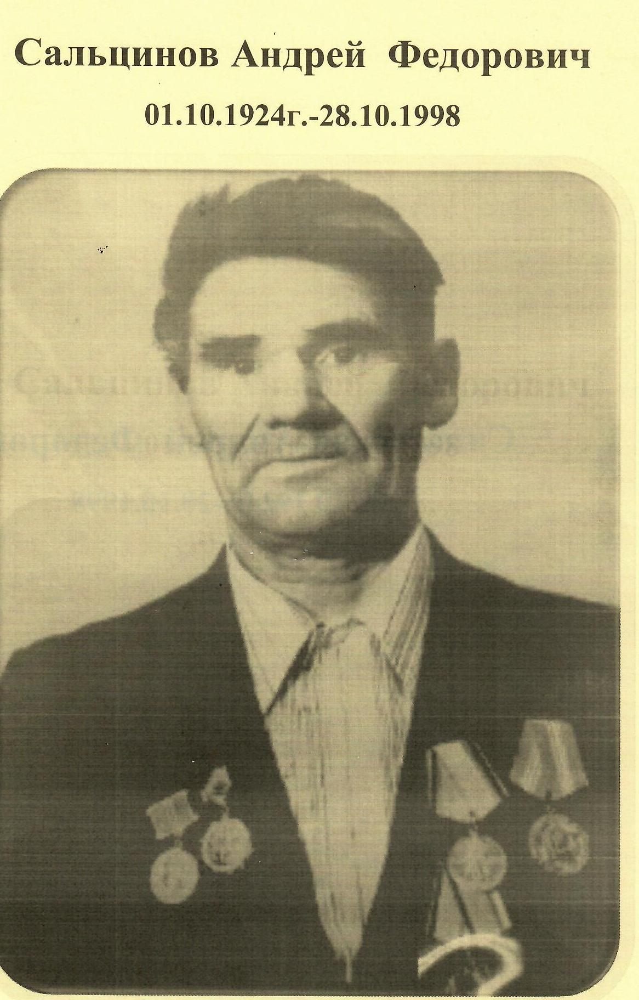 Сальцинов Андрей Федорович
01.10.1924г.-28.10.1998